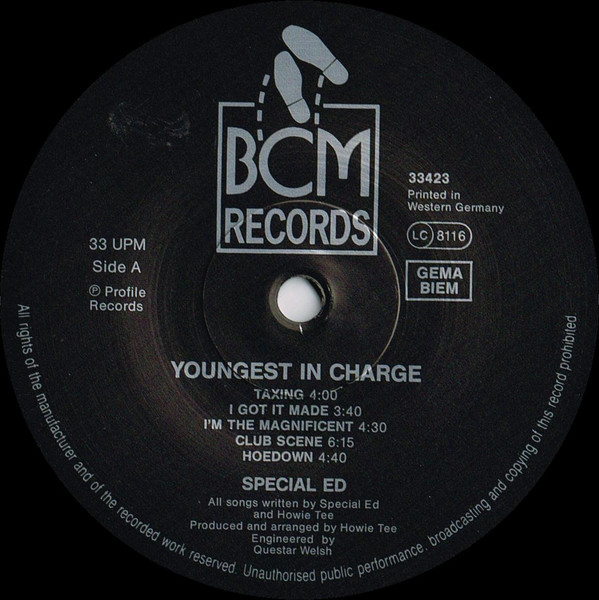 BCM
RECORDS
33423
Printed in
Western Germany
LC 8116
GEMA
BIEM
33 UPM
Side A
℗ Profile
Records
YOUNGEST IN CHARGE
TAXING 4:00
I GOT IT MADE 3:40
I'M THE MAGNIFICENT 4:30
CLUB SCENE 6:15
HOEDOWN 4:40
SPECIAL ED
All songs written by Special Ed
and Howie Tee
Produced and arranged by Howie Tee
Engineered by
Questar Welsh
All rights of the manufacturer and of the recorded work reserved. Unauthorised public performance, broadcasting and copying of this record prohibited